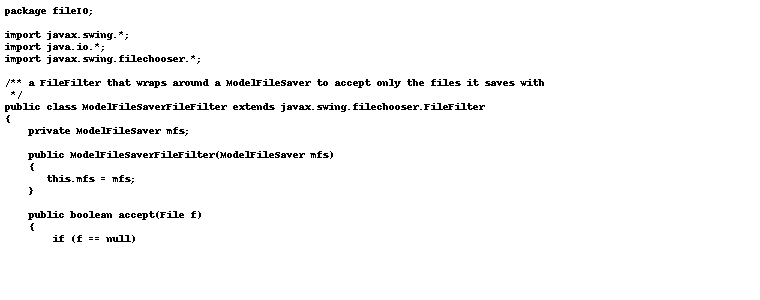 package fileIO;
import javax.swing.*;
import java.io.*;
import javax.swing.filechooser.*;
/** a FileFilter that wraps around a ModelFileSaver to accept only the files it saves with
*/
public class ModelFileSaverFileFilter extends javax.swing.filechooser.FileFilter
{
private ModelFileSaver mfs;
public ModelFileSaverFileFilter(ModelFileSaver mfs)
{
this.mfs = mfs;
}
public boolean accept(File f)
{
if (f == null)